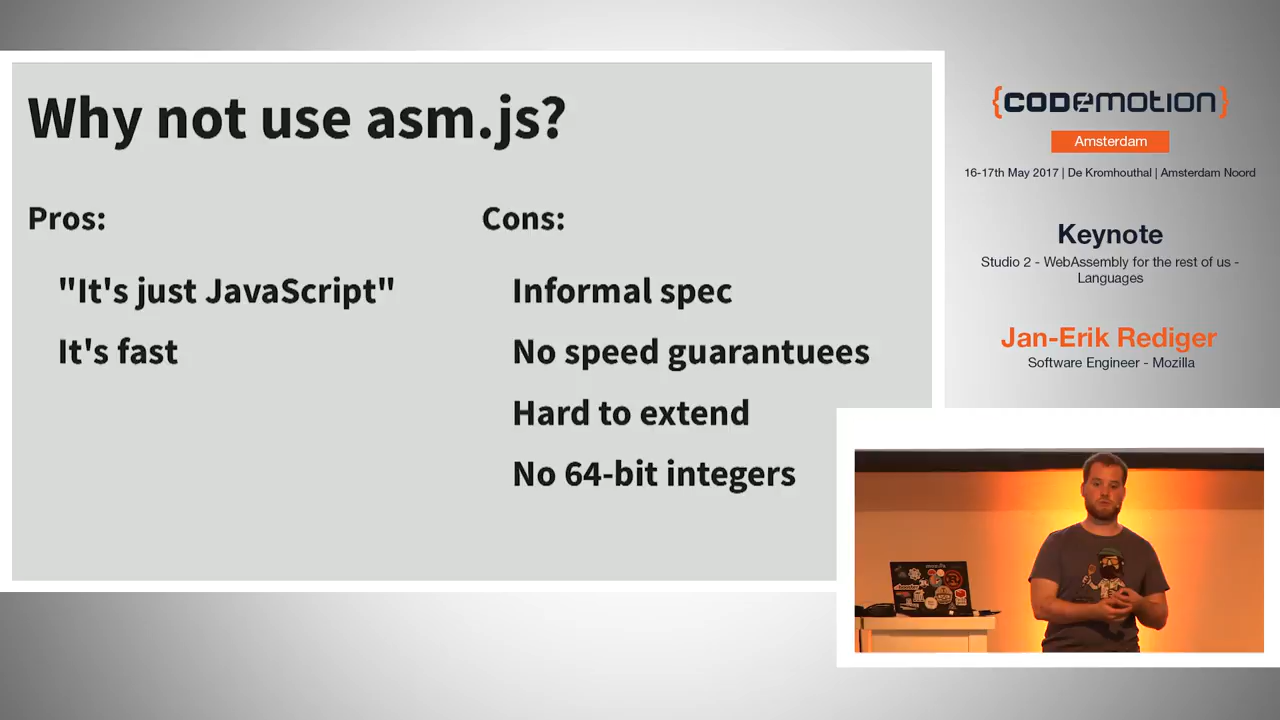 Why not use asm.js?
Pros:
"It's just JavaScript"
It's fast
Cons:
Informal spec
No speed guarantuees
Hard to extend
No 64-bit integers
{CODEMOTION}
Amsterdam
16-17th May 2017 | De Kromhouthal | Amsterdam Noord
Keynote
Studio 2 - WebAssembly for the rest of us -
Languages
Jan-Erik Rediger
Software Engineer - Mozilla